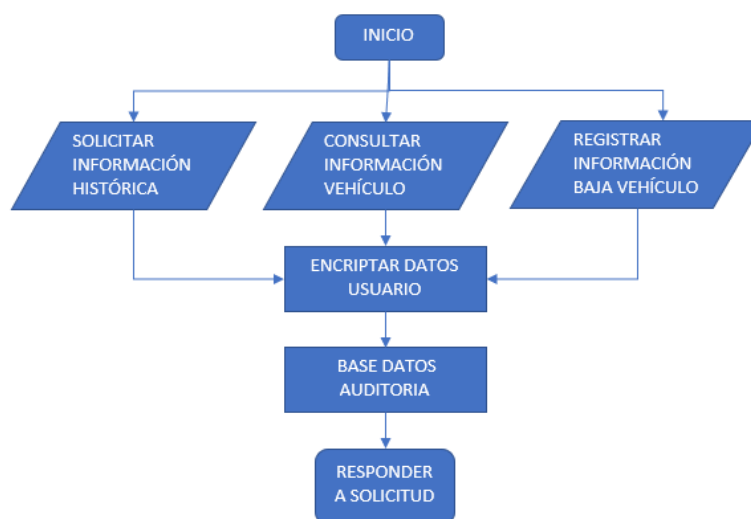 INICIO
SOLICITAR
INFORMACIÓN
HISTÓRICA
CONSULTAR
INFORMACIÓN
VEHÍCULO
REGISTRAR
INFORMACIÓN
BAJA VEHÍCULO
ENCRIPTAR DATOS
USUARIO
BASE DATOS
AUDITORIA
RESPONDER
A SOLICITUD